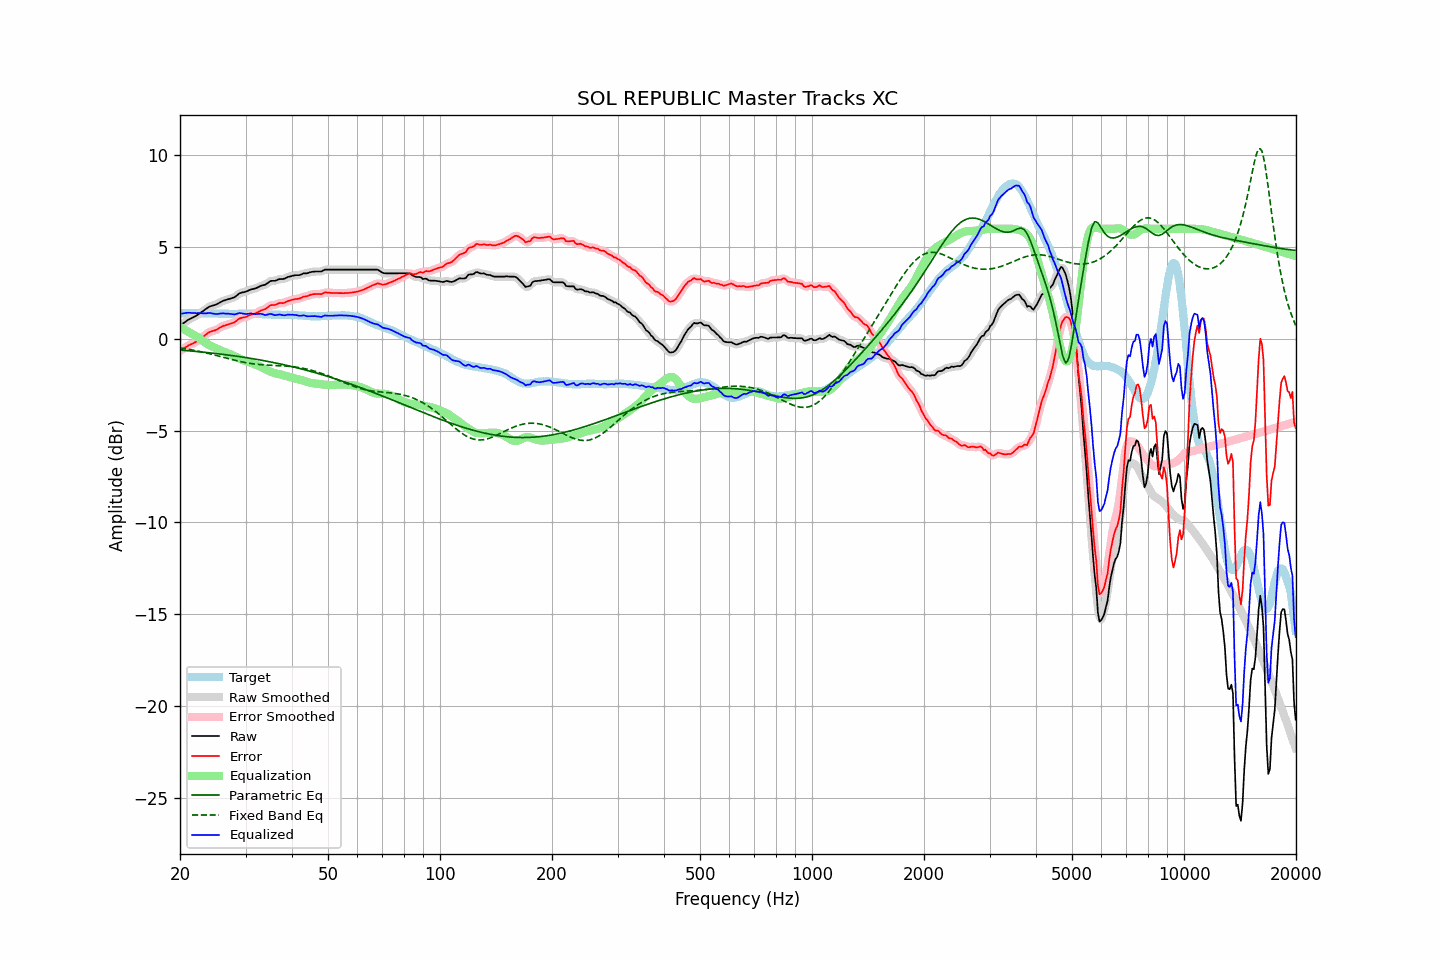 SOL REPUBLIC Master Tracks XC
10
5
0
−5
−10
−15
−20
−25
Amplitude (dBr)
Target
Raw Smoothed
Error Smoothed
Raw
Error
Equalization
Parametric Eq
Fixed Band Eq
Equalized
20 50 100 200 500 1000 2000 5000 10000 20000
Frequency (Hz)